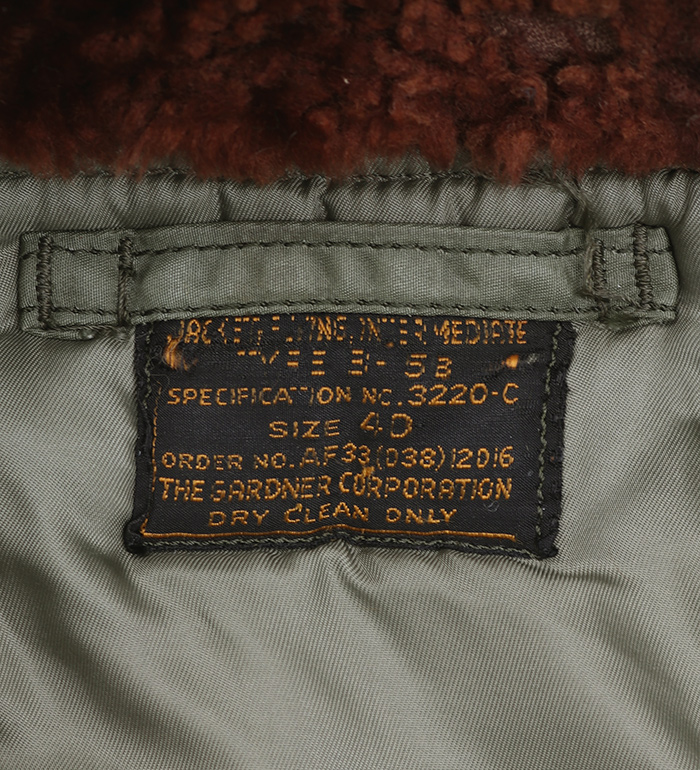 JACKET, FLYING, INTERMEDIATE
TYPE B- 5B
SPECIFICATION NO. 3220-C
SIZE 40
ORDER NO. AF33(038)12016
THE GARDNER CORPORATION
DRY CLEAN ONLY